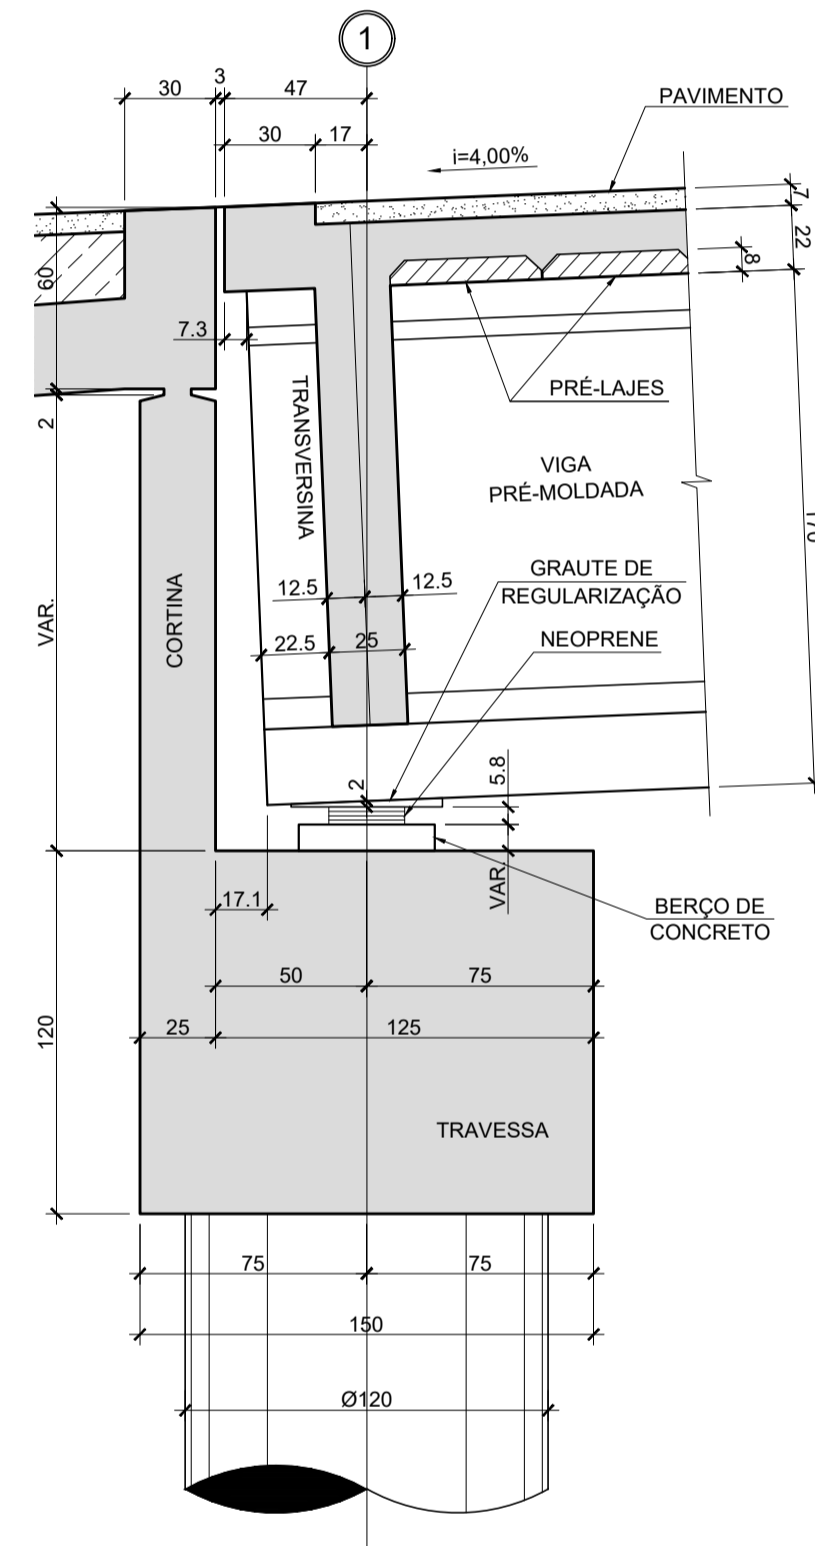 1
3
30
47
PAVIMENTO
30
17
i=4,00%
7
22
8
60
7.3
PRÉ-LAJES
TRANSVERSINA
2
VIGA
PRÉ-MOLDADA
170
GRAUTE DE
REGULARIZAÇÃO
12.5
12.5
CORTINA
VAR.
NEOPRENE
22.5
25
5.8
2
VAR.
17.1
BERÇO DE
CONCRETO
50
75
120
25
125
TRAVESSA
75
75
150
Ø120